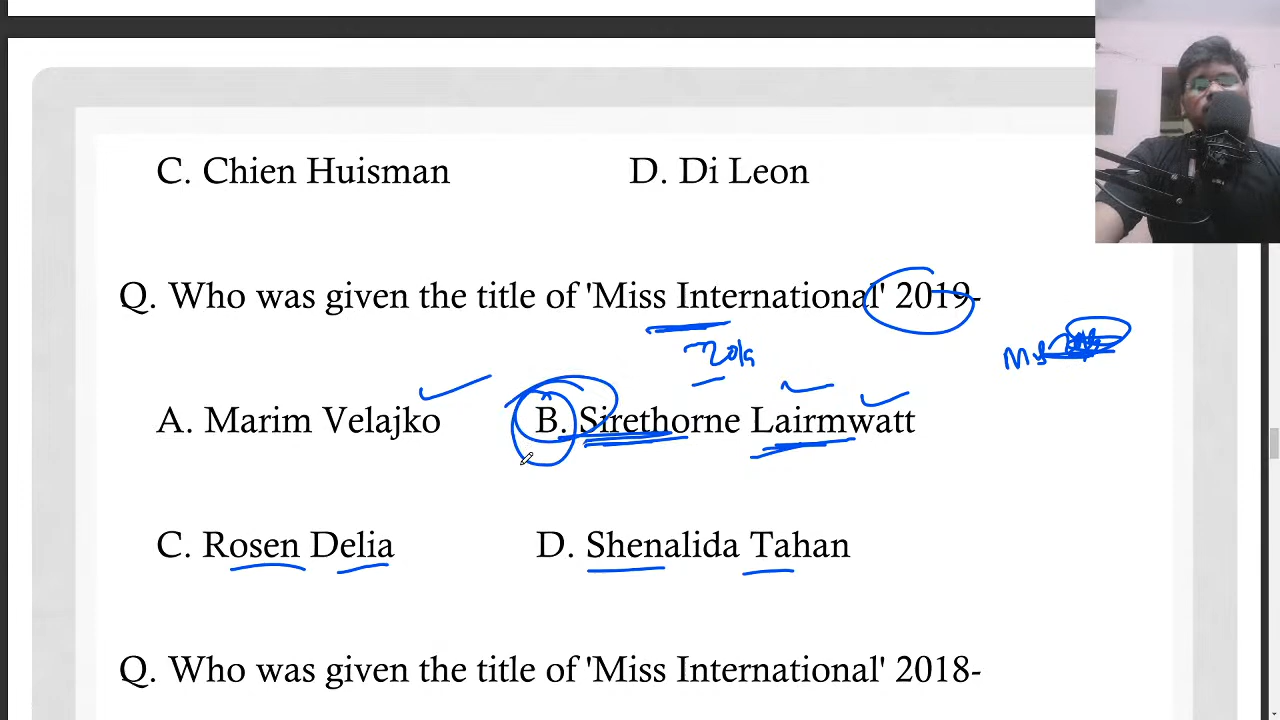 C. Chien Huisman D. Di Leon
Q. Who was given the title of 'Miss International' 2019-
2019
A. Marim Velajko B. Sirethorne Lairmwatt
C. Rosen Delia D. Shenalida Tahan
Q. Who was given the title of 'Miss International' 2018-